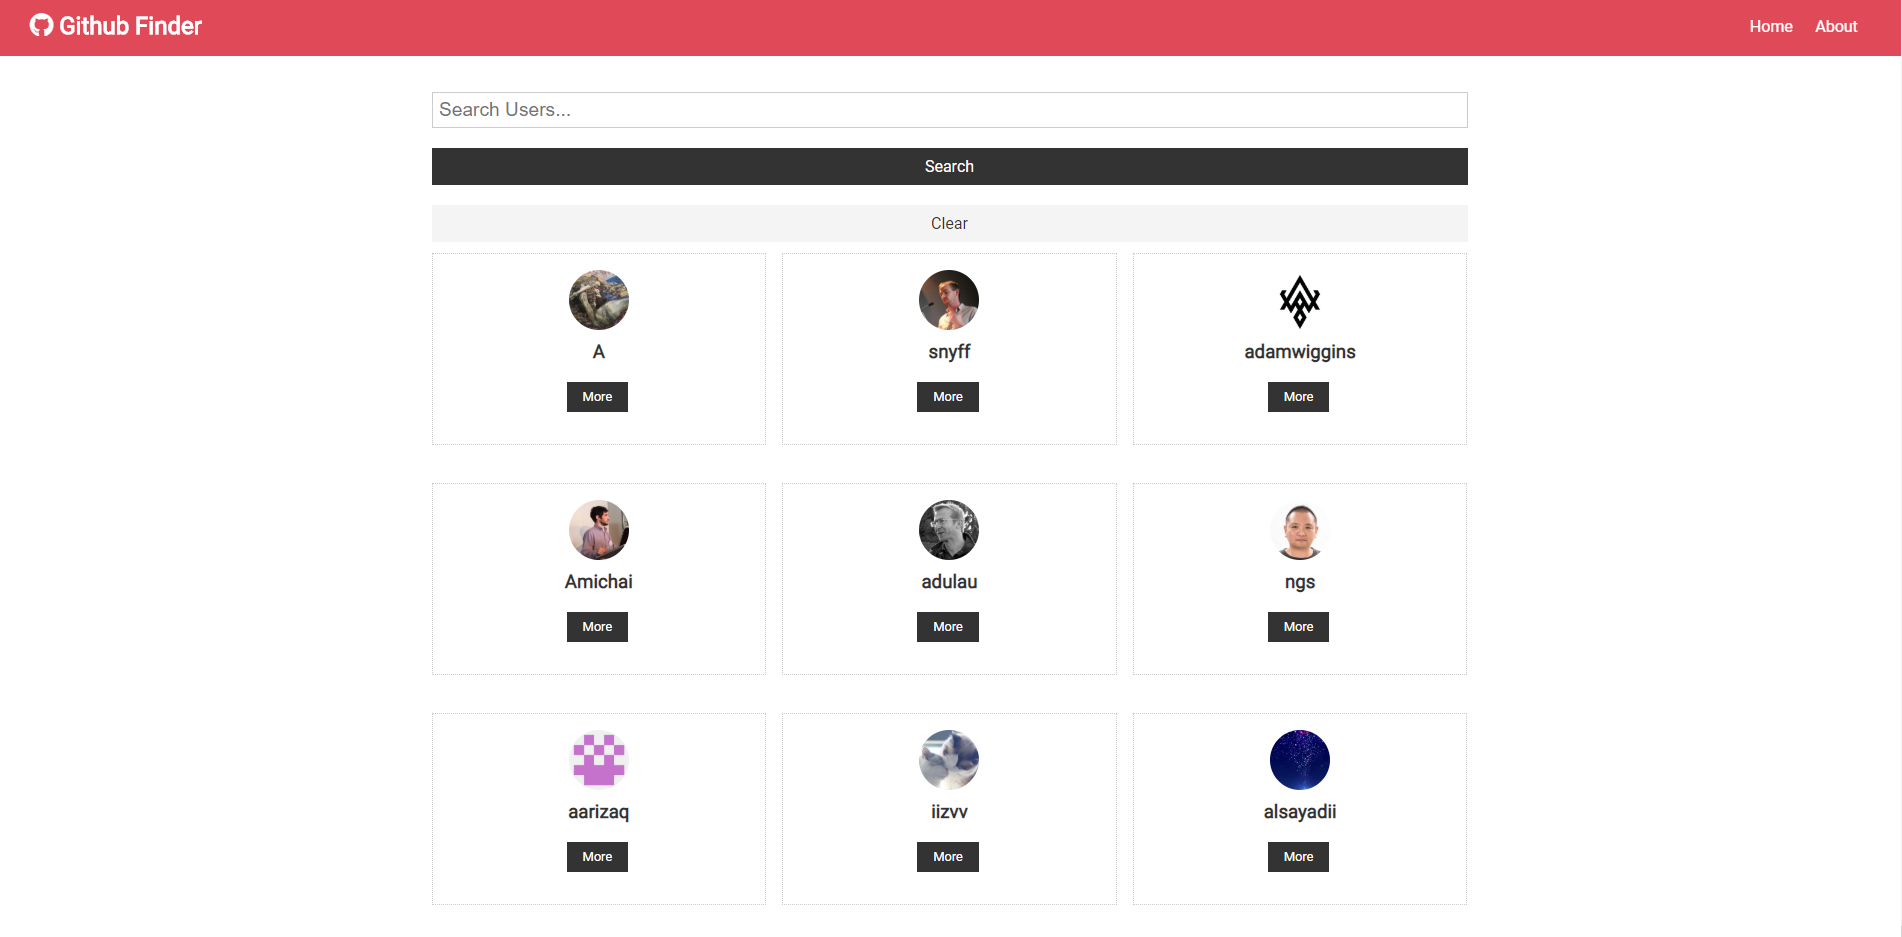 Github Finder
Home About
Search Users...
Search
Clear
A
More
snyff
More
adamwiggins
More
Amichai
More
adulau
More
ngs
More
aarizaq
More
iizvv
More
alsayadii
More